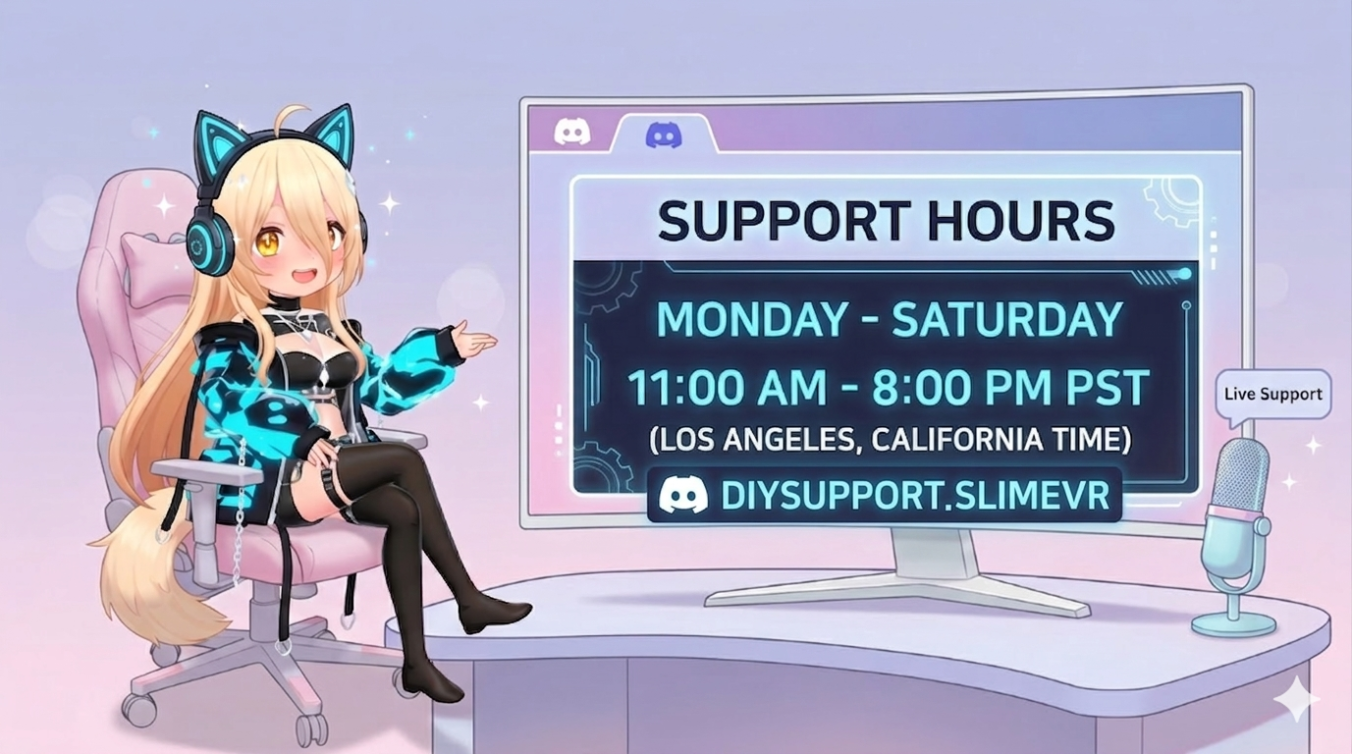 SUPPORT HOURS
MONDAY - SATURDAY
11:00 AM - 8:00 PM PST
(LOS ANGELES, CALIFORNIA TIME)
DIYSUPPORT.SLIMEVR
Live Support